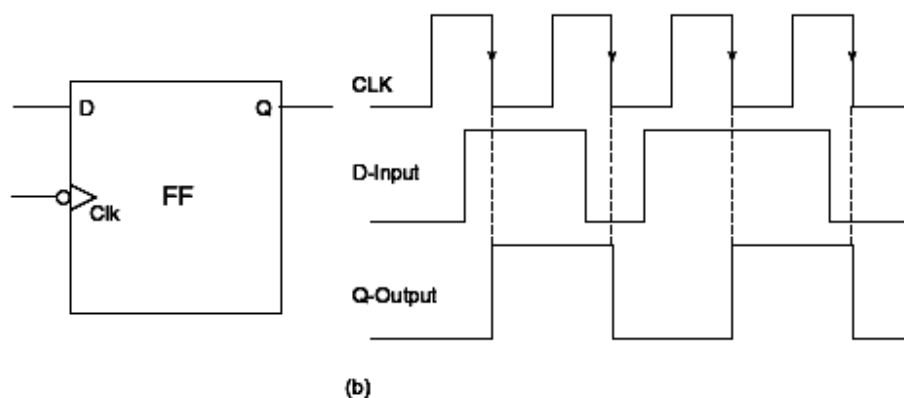 CLK
D
Q
D-Input
FF
Clk
Q-Output
(b)